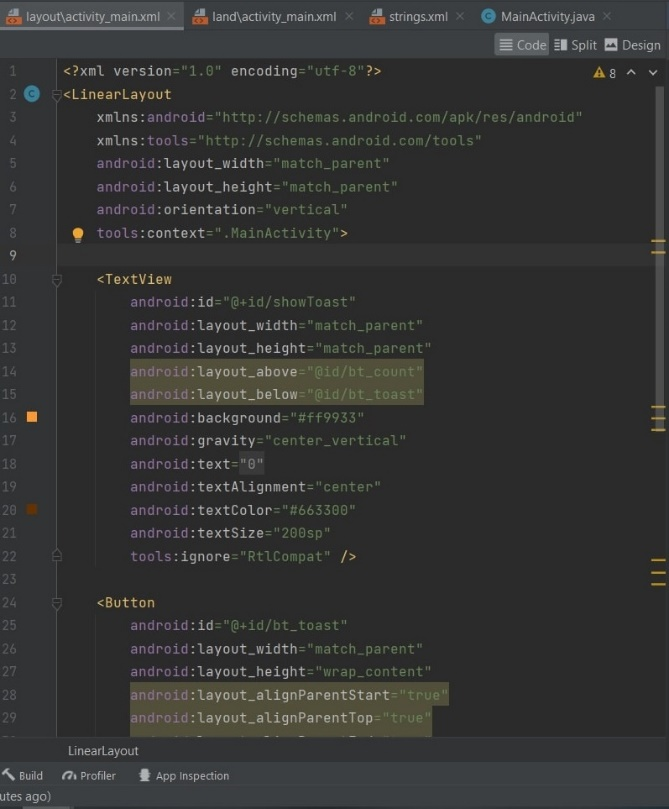 layout\activity_main.xml × land\activity_main.xml × strings.xml × C MainActivity.java ×
Code Split Design
1 <?xml version="1.0" encoding="utf-8"?> 8
2 C <LinearLayout
3 xmlns:android="http://schemas.android.com/apk/res/android"
4 xmlns:tools="http://schemas.android.com/tools"
5 android:layout_width="match_parent"
6 android:layout_height="match_parent"
7 android:orientation="vertical"
8 tools:context=".MainActivity">
9
10 <TextView
11 android:id="@+id/showToast"
12 android:layout_width="match_parent"
13 android:layout_height="match_parent"
14 android:layout_above="@id/bt_count"
15 android:layout_below="@id/bt_toast"
16 android:background="#ff9933"
17 android:gravity="center_vertical"
18 android:text="0"
19 android:textAlignment="center"
20 android:textColor="#663300"
21 android:textSize="200sp"
22 tools:ignore="RtlCompat" />
23
24 <Button
25 android:id="@+id/bt_toast"
26 android:layout_width="match_parent"
27 android:layout_height="wrap_content"
28 android:layout_alignParentStart="true"
29 android:layout_alignParentTop="true"
LinearLayout
Build Profiler App Inspection
utes ago)